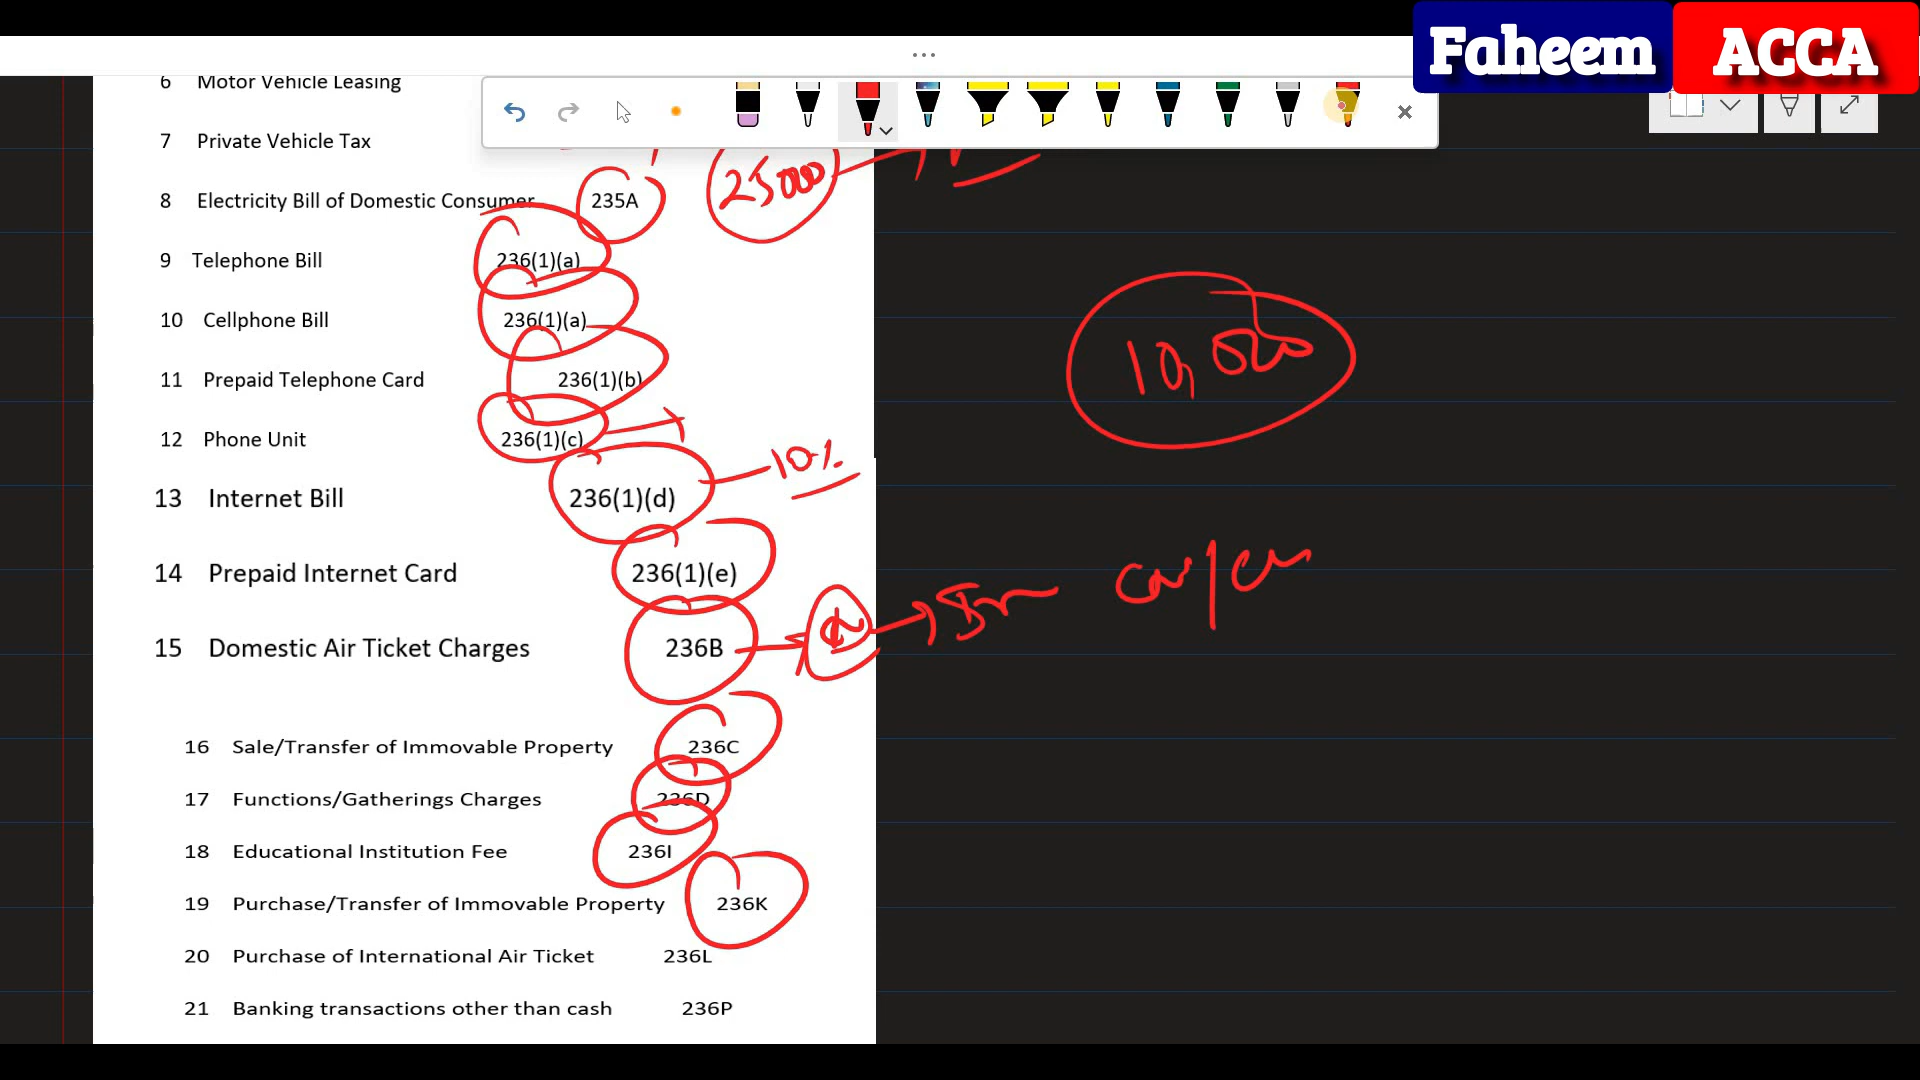 Faheem ACCA
6 Motor Vehicle Leasing
7 Private Vehicle Tax
8 Electricity Bill of Domestic Consumer 235A 25000
9 Telephone Bill 236(1)(a)
10 Cellphone Bill 236(1)(a)
11 Prepaid Telephone Card 236(1)(b)
12 Phone Unit 236(1)(c)
13 Internet Bill 236(1)(d) 10%
14 Prepaid Internet Card 236(1)(e)
15 Domestic Air Ticket Charges 236B
16 Sale/Transfer of Immovable Property 236C
17 Functions/Gatherings Charges 236D
18 Educational Institution Fee 236I
19 Purchase/Transfer of Immovable Property 236K
20 Purchase of International Air Ticket 236L
21 Banking transactions other than cash 236P